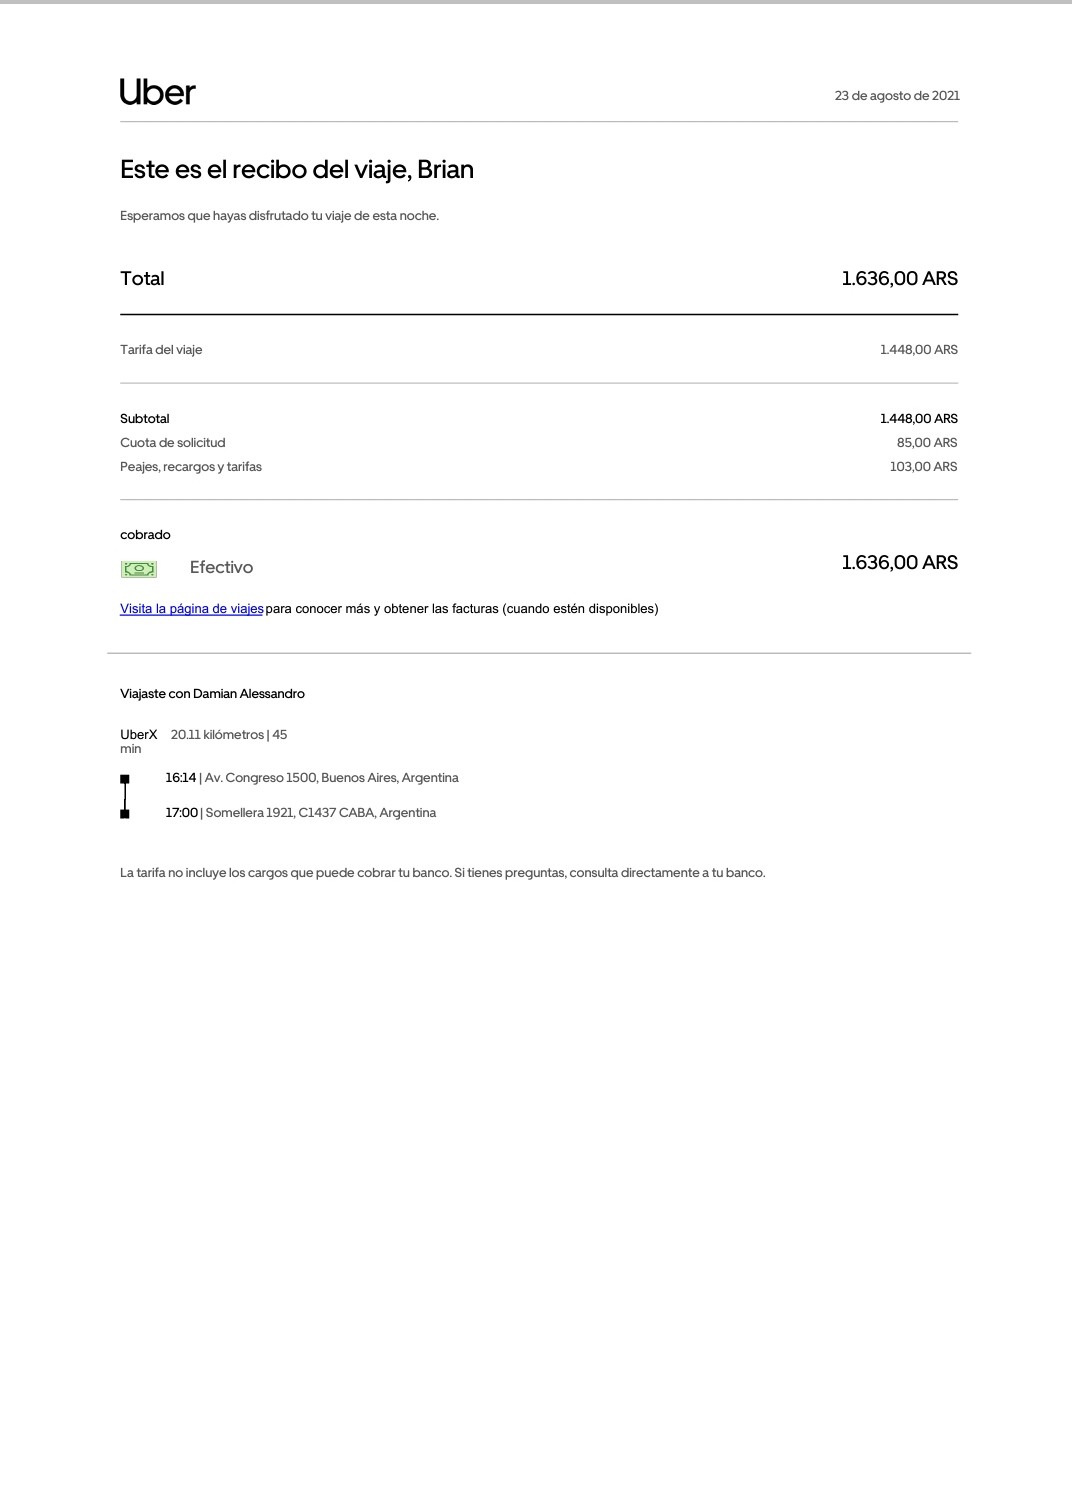 Uber
23 de agosto de 2021
Este es el recibo del viaje, Brian
Esperamos que hayas disfrutado tu viaje de esta noche.
Total 1.636,00 ARS
Tarifa del viaje 1.448,00 ARS
Subtotal 1.448,00 ARS
Cuota de solicitud 85,00 ARS
Peajes, recargos y tarifas 103,00 ARS
cobrado
Efectivo 1.636,00 ARS
Visita la página de viajes para conocer más y obtener las facturas (cuando estén disponibles)
Viajaste con Damian Alessandro
UberX 20.11 kilómetros | 45
min
16:14 | Av. Congreso 1500, Buenos Aires, Argentina
17:00 | Somellera 1921, C1437 CABA, Argentina
La tarifa no incluye los cargos que puede cobrar tu banco. Si tienes preguntas, consulta directamente a tu banco.